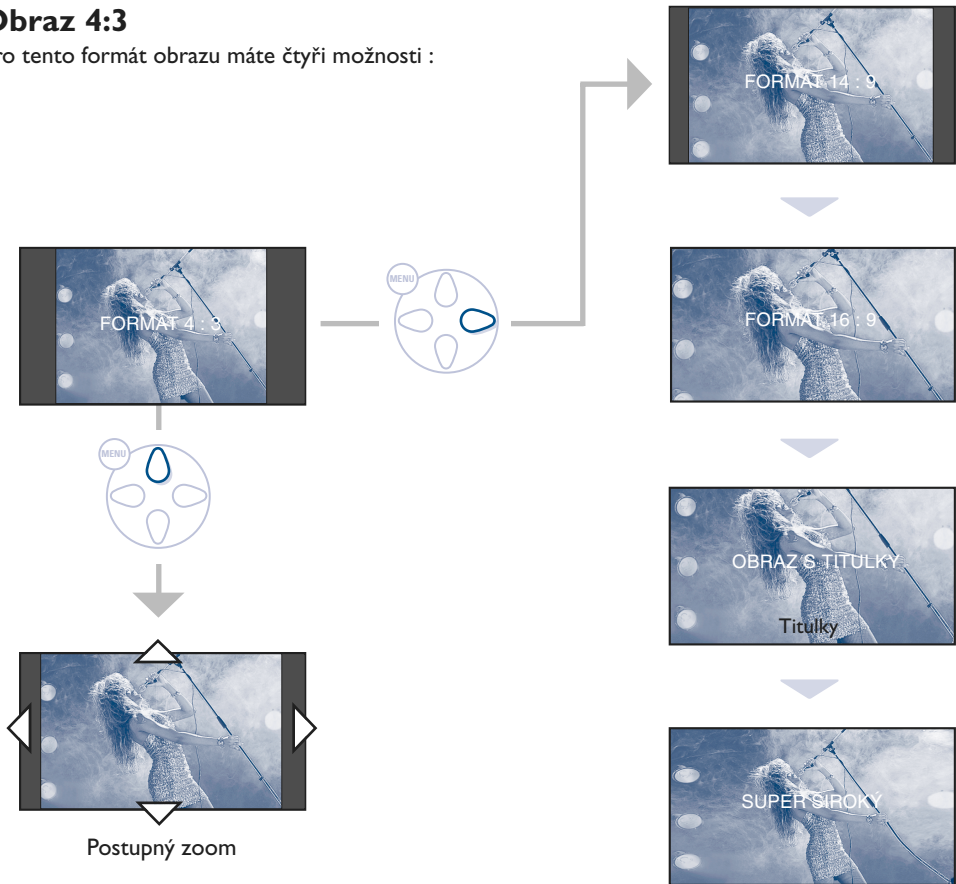 Obraz 4:3
ro tento formát obrazu máte čtyři možnosti :
FORMAT 14 : 9
FORMAT 4 : 3
MENU
FORMAT 16 : 9
MENU
OBRAZ S TITULKY
Titulky
Postupný zoom
SUPER SIROKÝ